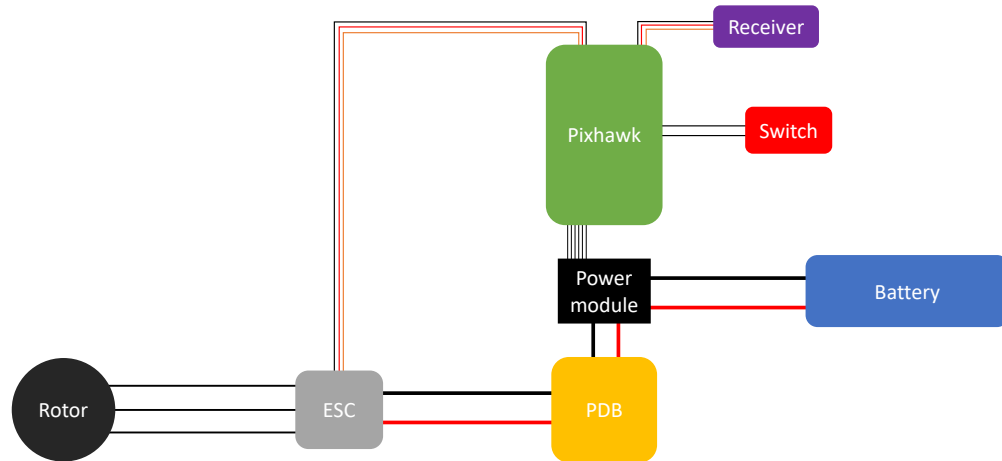 Receiver
Pixhawk
Switch
Power
module
Battery
Rotor
ESC
PDB